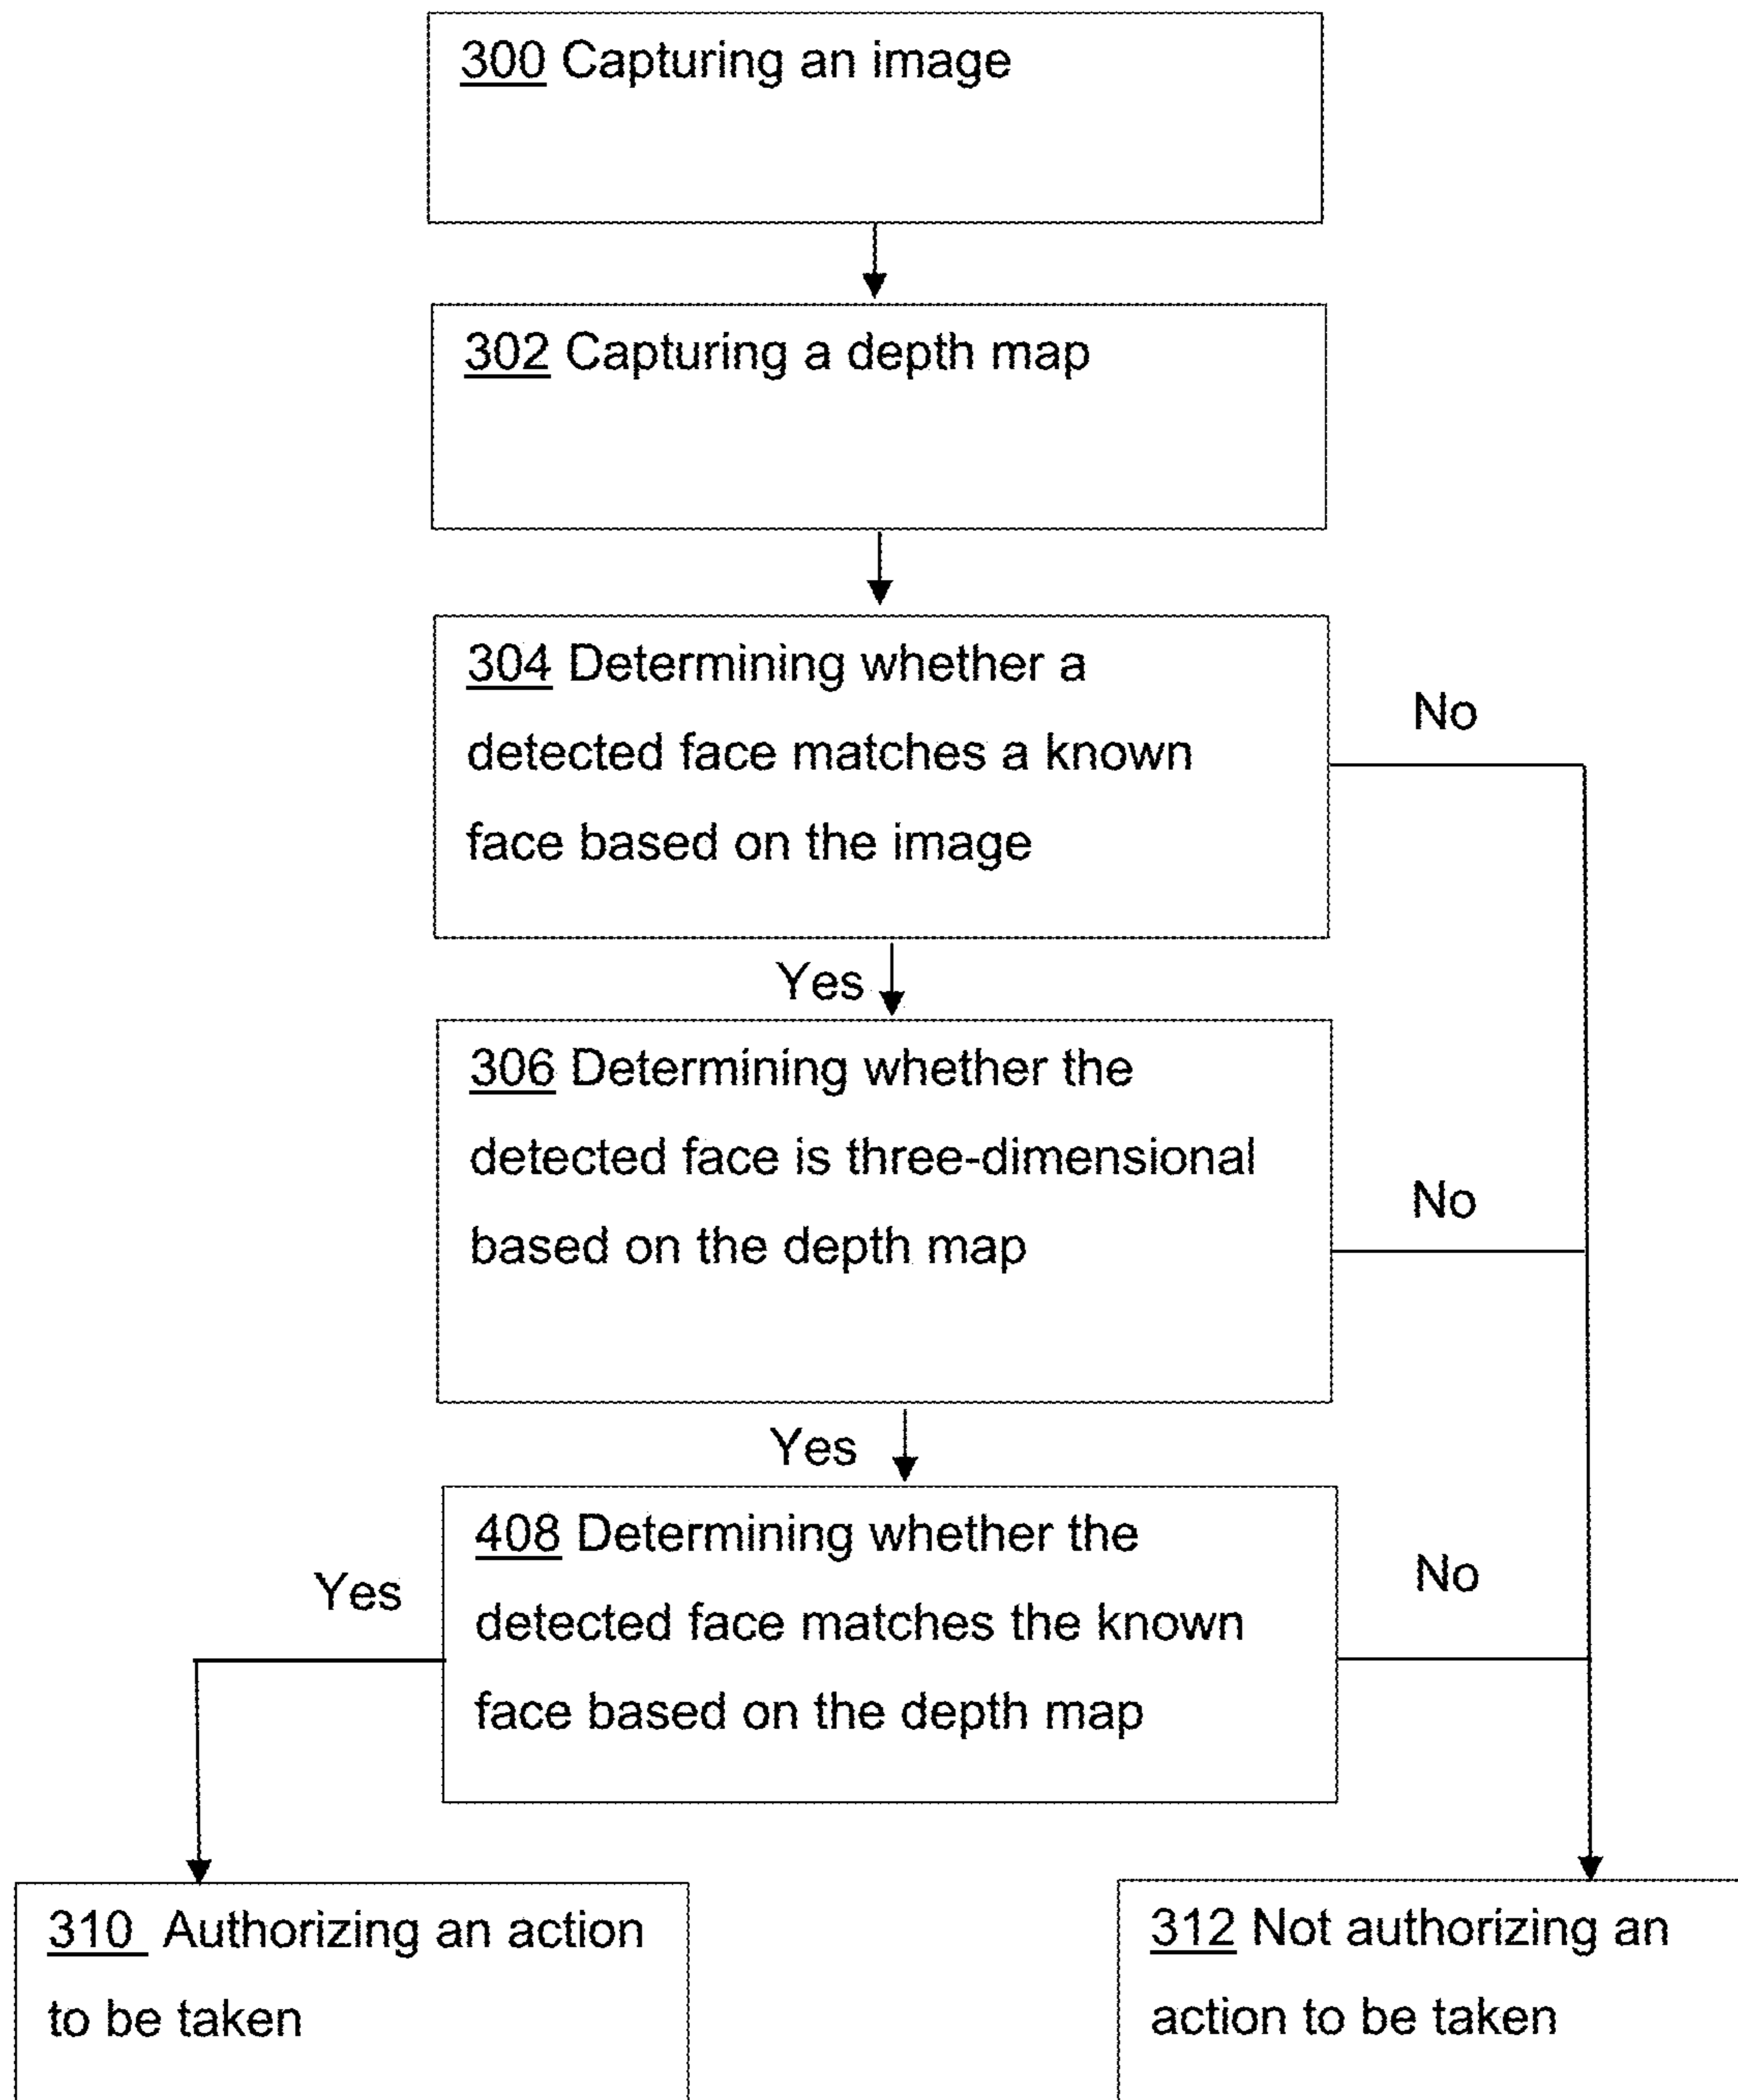 300 Capturing an image
302 Capturing a depth map
304 Determining whether a
detected face matches a known
face based on the image
No
Yes
306 Determining whether the
detected face is three-dimensional
based on the depth map
No
Yes
408 Determining whether the
detected face matches the known
face based on the depth map
Yes
No
310 Authorizing an action
to be taken
312 Not authorizing an
action to be taken